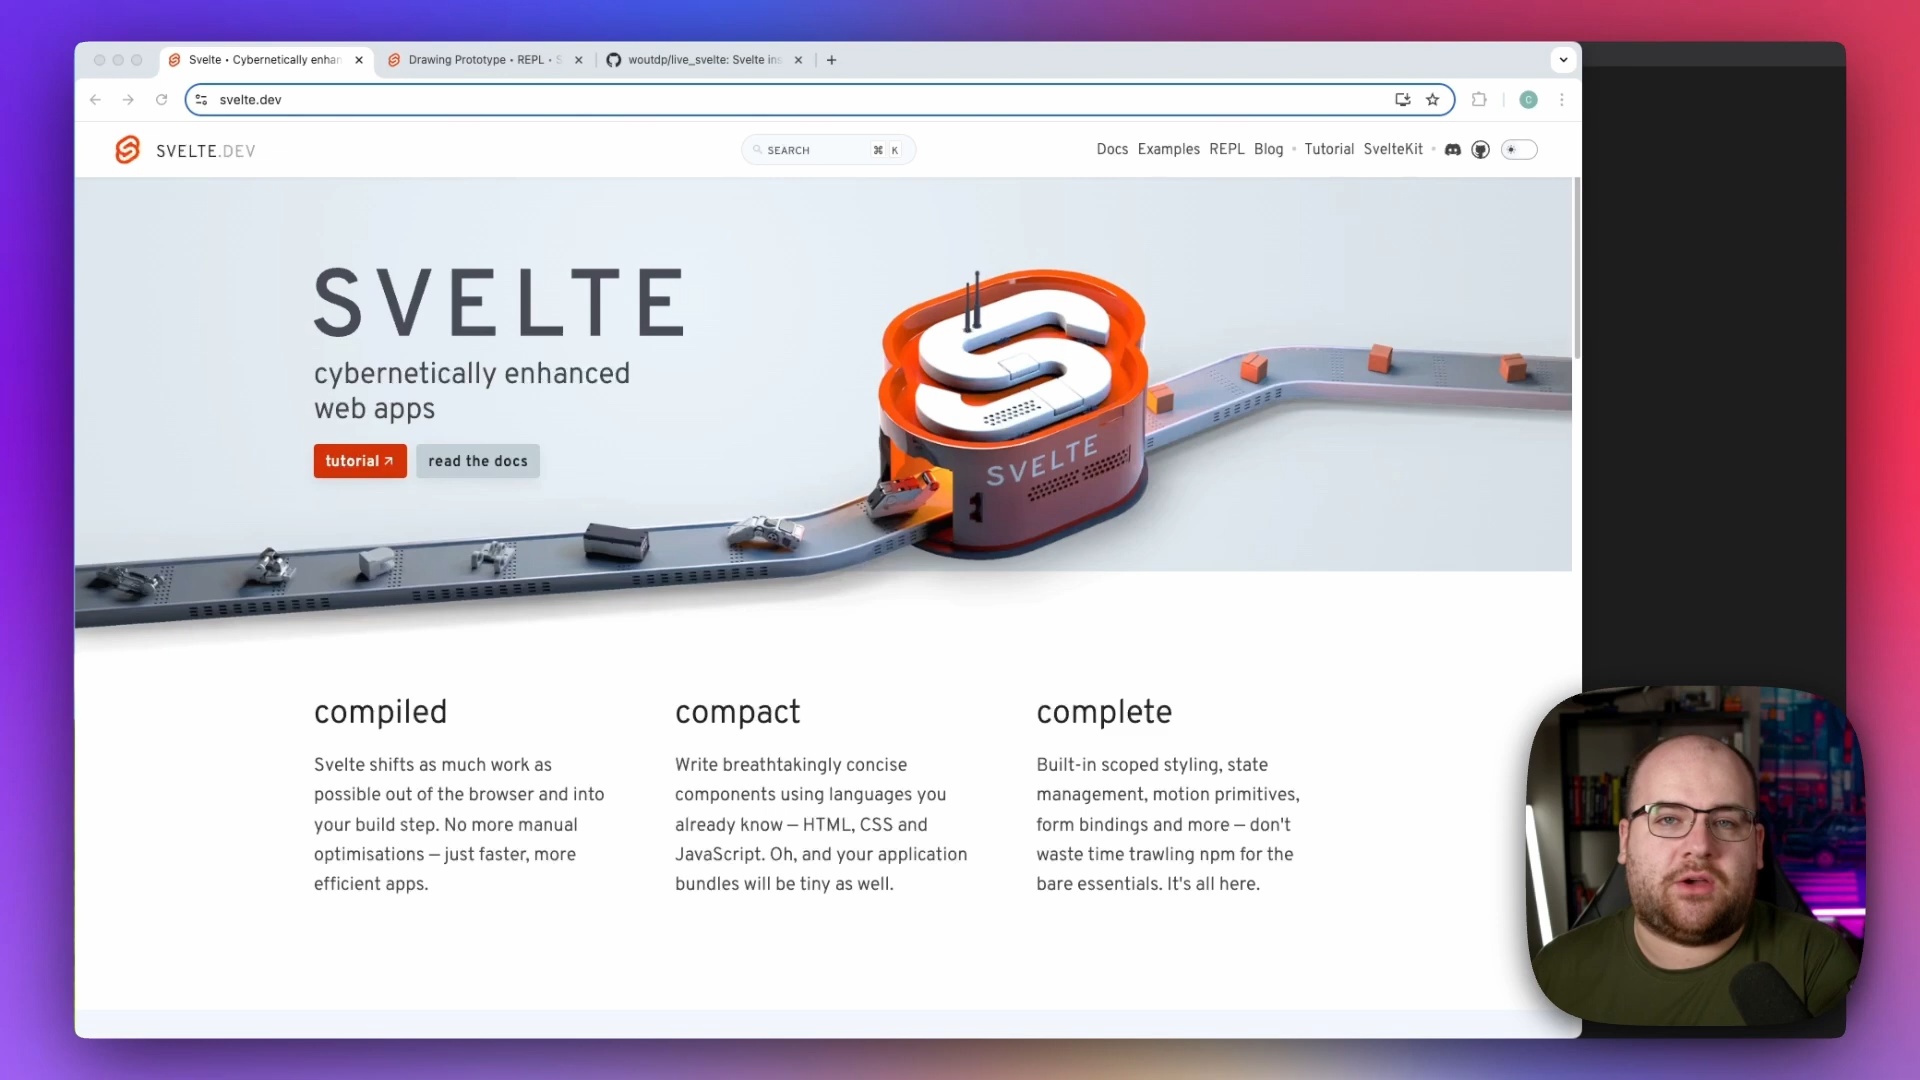 Svelte • Cybernetically enhan
Drawing Prototype • REPL • S
woutdp/live_svelte: Svelte ins
svelte.dev
C
SVELTE.DEV
SEARCH
⌘ K
Docs Examples REPL Blog • Tutorial SvelteKit •
SVELTE
cybernetically enhanced
web apps
tutorial ↗
read the docs
SVELTE
compiled
Svelte shifts as much work as
possible out of the browser and into
your build step. No more manual
optimisations — just faster, more
efficient apps.
compact
Write breathtakingly concise
components using languages you
already know — HTML, CSS and
JavaScript. Oh, and your application
bundles will be tiny as well.
complete
Built-in scoped styling, state
management, motion primitives,
form bindings and more — don't
waste time trawling npm for the
bare essentials. It's all here.